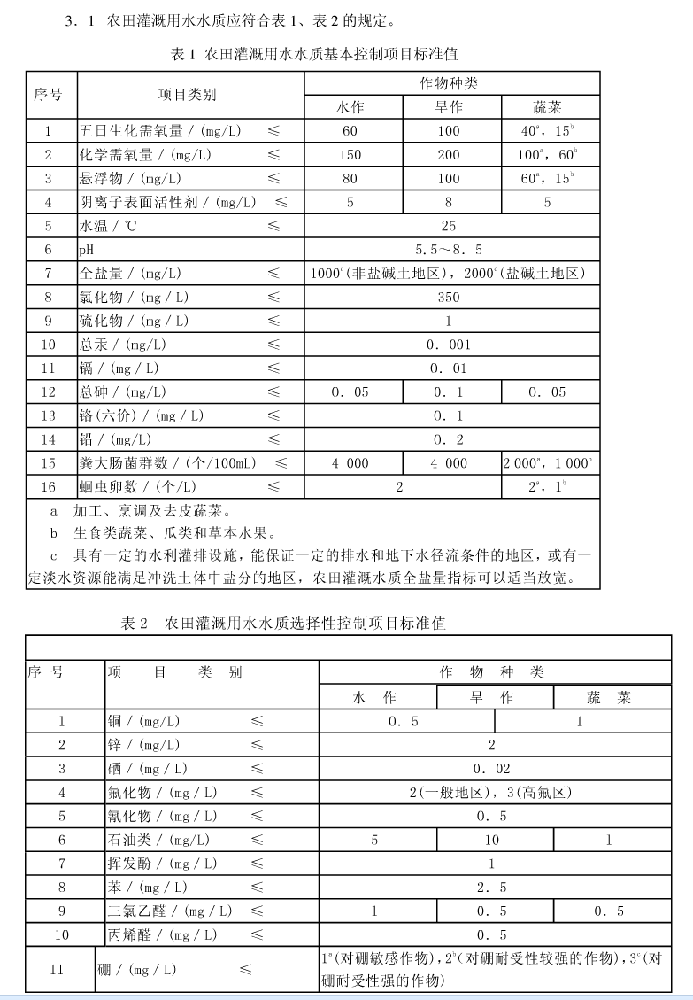 3．1 农田灌溉用水水质应符合表1、表2的规定。
表1 农田灌溉用水水质基本控制项目标准值
序号 项目类别 作物种类
水作 旱作 蔬菜
1 五日生化需氧量／(mg/L) ≤ 60 100 40ᵃ，15ᵇ
2 化学需氧量／(mg/L) ≤ 150 200 100ᵃ，60ᵇ
3 悬浮物／(mg/L) ≤ 80 100 60ᵃ，15ᵇ
4 阴离子表面活性剂／(mg/L) ≤ 5 8 5
5 水温／℃ ≤ 25
6 pH 5.5～8．5
7 全盐量／(mg/L) ≤ 1000ᶜ(非盐碱土地区)，2000ᶜ(盐碱土地区)
8 氯化物／(mg／L) ≤ 350
9 硫化物／(mg／L) ≤ 1
10 总汞／(mg/L) ≤ 0．001
11 镉／(mg／L) ≤ 0．01
12 总砷／(mg/L) ≤ 0．05 0．1 0．05
13 铬(六价)／(mg／L) ≤ 0．1
14 铅／(mg/L) ≤ 0．2
15 粪大肠菌群数／(个/100mL) ≤ 4 000 4 000 2 000ᵃ，1 000ᵇ
16 蛔虫卵数／(个/L) ≤ 2 2ᵃ，1ᵇ
a 加工、烹调及去皮蔬菜。
b 生食类蔬菜、瓜类和草本水果。
c 具有一定的水利灌排设施，能保证一定的排水和地下水径流条件的地区，或有一
定淡水资源能满足冲洗土体中盐分的地区，农田灌溉水质全盐量指标可以适当放宽。
表2 农田灌溉用水水质选择性控制项目标准值
序 号 项 目 类 别 作 物 种 类
水 作 旱 作 蔬 菜
1 铜／(mg/L) ≤ 0．5 1
2 锌／(mg/L) ≤ 2
3 硒／(mg／L) ≤ 0．02
4 氟化物／(mg／L) ≤ 2(一般地区)，3(高氟区)
5 氰化物／(mg／L) ≤ 0．5
6 石油类／(mg/L) ≤ 5 10 1
7 挥发酚／(mg／L) ≤ 1
8 苯／(mg／L) ≤ 2．5
9 三氯乙醛／(mg／L) ≤ 1 0．5 0．5
10 丙烯醛／(mg／L) ≤ 0．5
11 硼／(mg／L) ≤ 1ᵃ(对硼敏感作物)，2ᵇ(对硼耐受性较强的作物)，3ᶜ(对
硼耐受性强的作物)